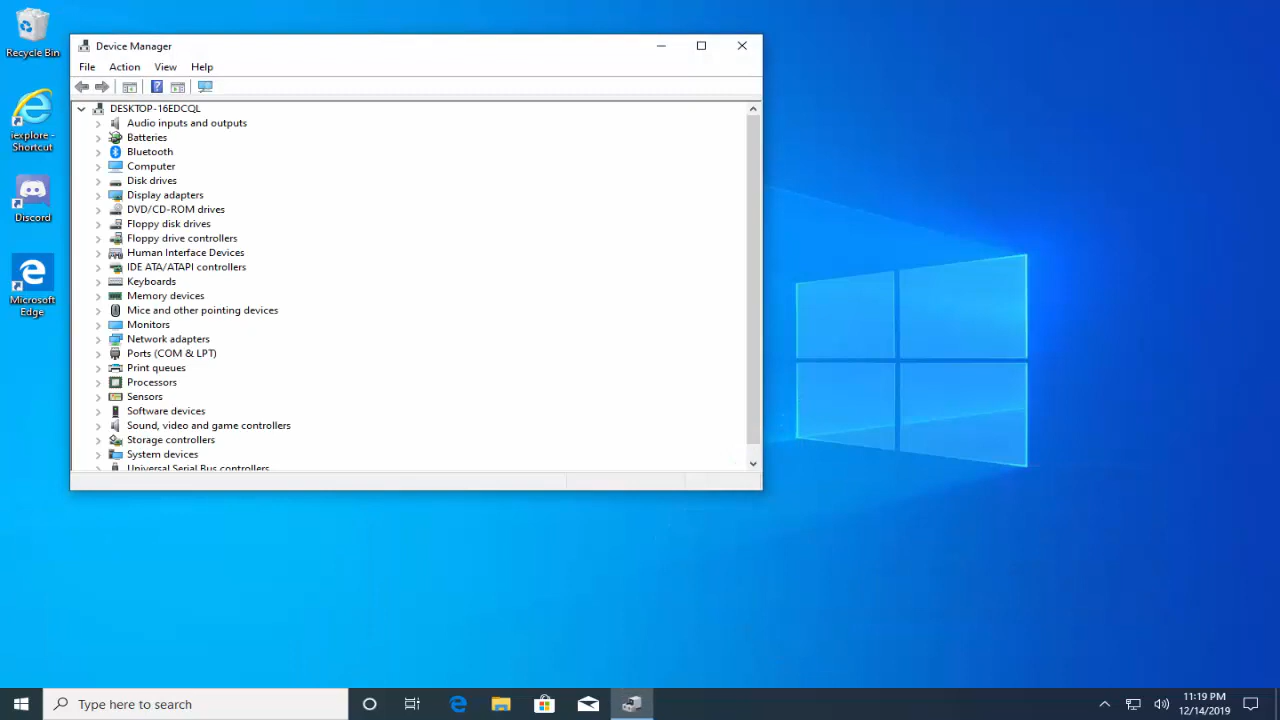 Recycle Bin
iexplore -
Shortcut
Discord
Microsoft
Edge
Device Manager
File Action View Help
DESKTOP-16EDCQL
Audio inputs and outputs
Batteries
Bluetooth
Computer
Disk drives
Display adapters
DVD/CD-ROM drives
Floppy disk drives
Floppy drive controllers
Human Interface Devices
IDE ATA/ATAPI controllers
Keyboards
Memory devices
Mice and other pointing devices
Monitors
Network adapters
Ports (COM & LPT)
Print queues
Processors
Sensors
Software devices
Sound, video and game controllers
Storage controllers
System devices
Universal Serial Bus controllers
Type here to search
11:19 PM
12/14/2019